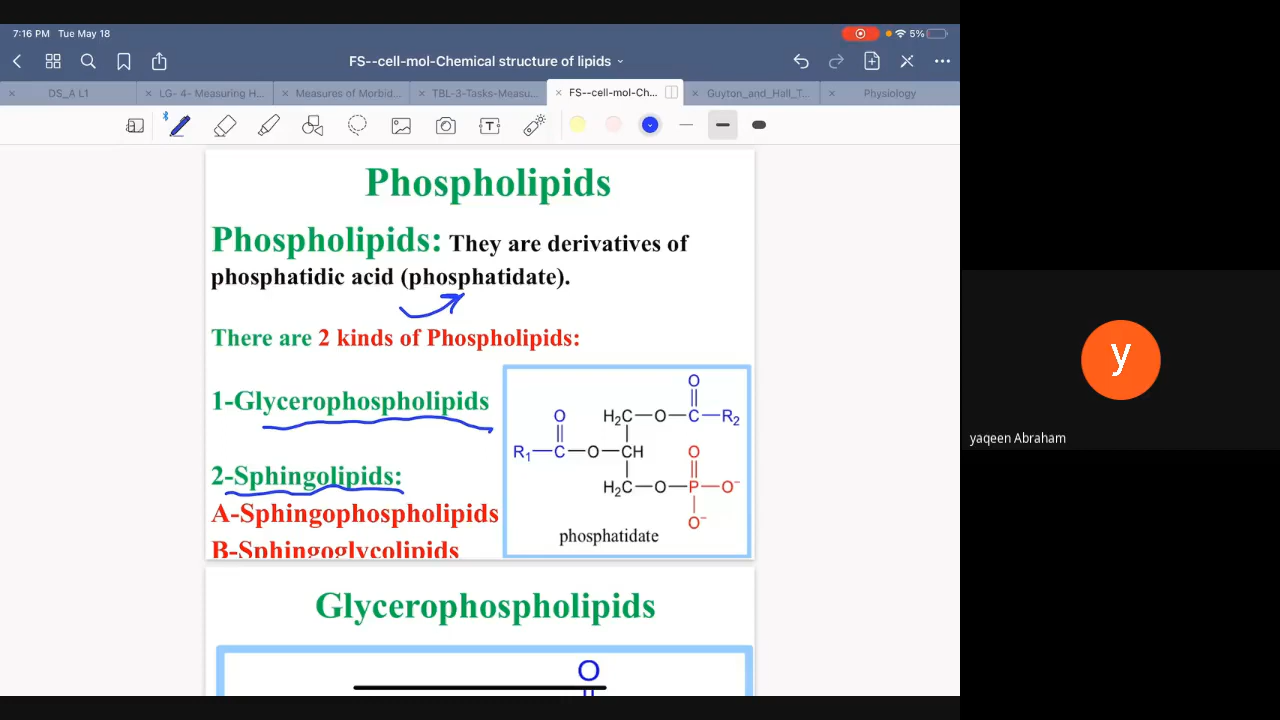 7:16 PM Tue May 18
5%
FS--cell-mol-Chemical structure of lipids
DS_A L1
LG- 4- Measuring H...
Measures of Morbid...
TBL-3-Tasks-Measu...
FS--cell-mol-Ch...
Guyton_and_Hall_T...
Physiology
Phospholipids
Phospholipids: They are derivatives of
phosphatidic acid (phosphatidate).
There are 2 kinds of Phospholipids:
1-Glycerophospholipids
2-Sphingolipids:
A-Sphingophospholipids
B-Sphingoglycolipids
O
H₂C—O—C—R₂
O
R₁—C—O—CH
O
H₂C—O—P—O⁻
O⁻
phosphatidate
Glycerophospholipids
O
y
yaqeen Abraham